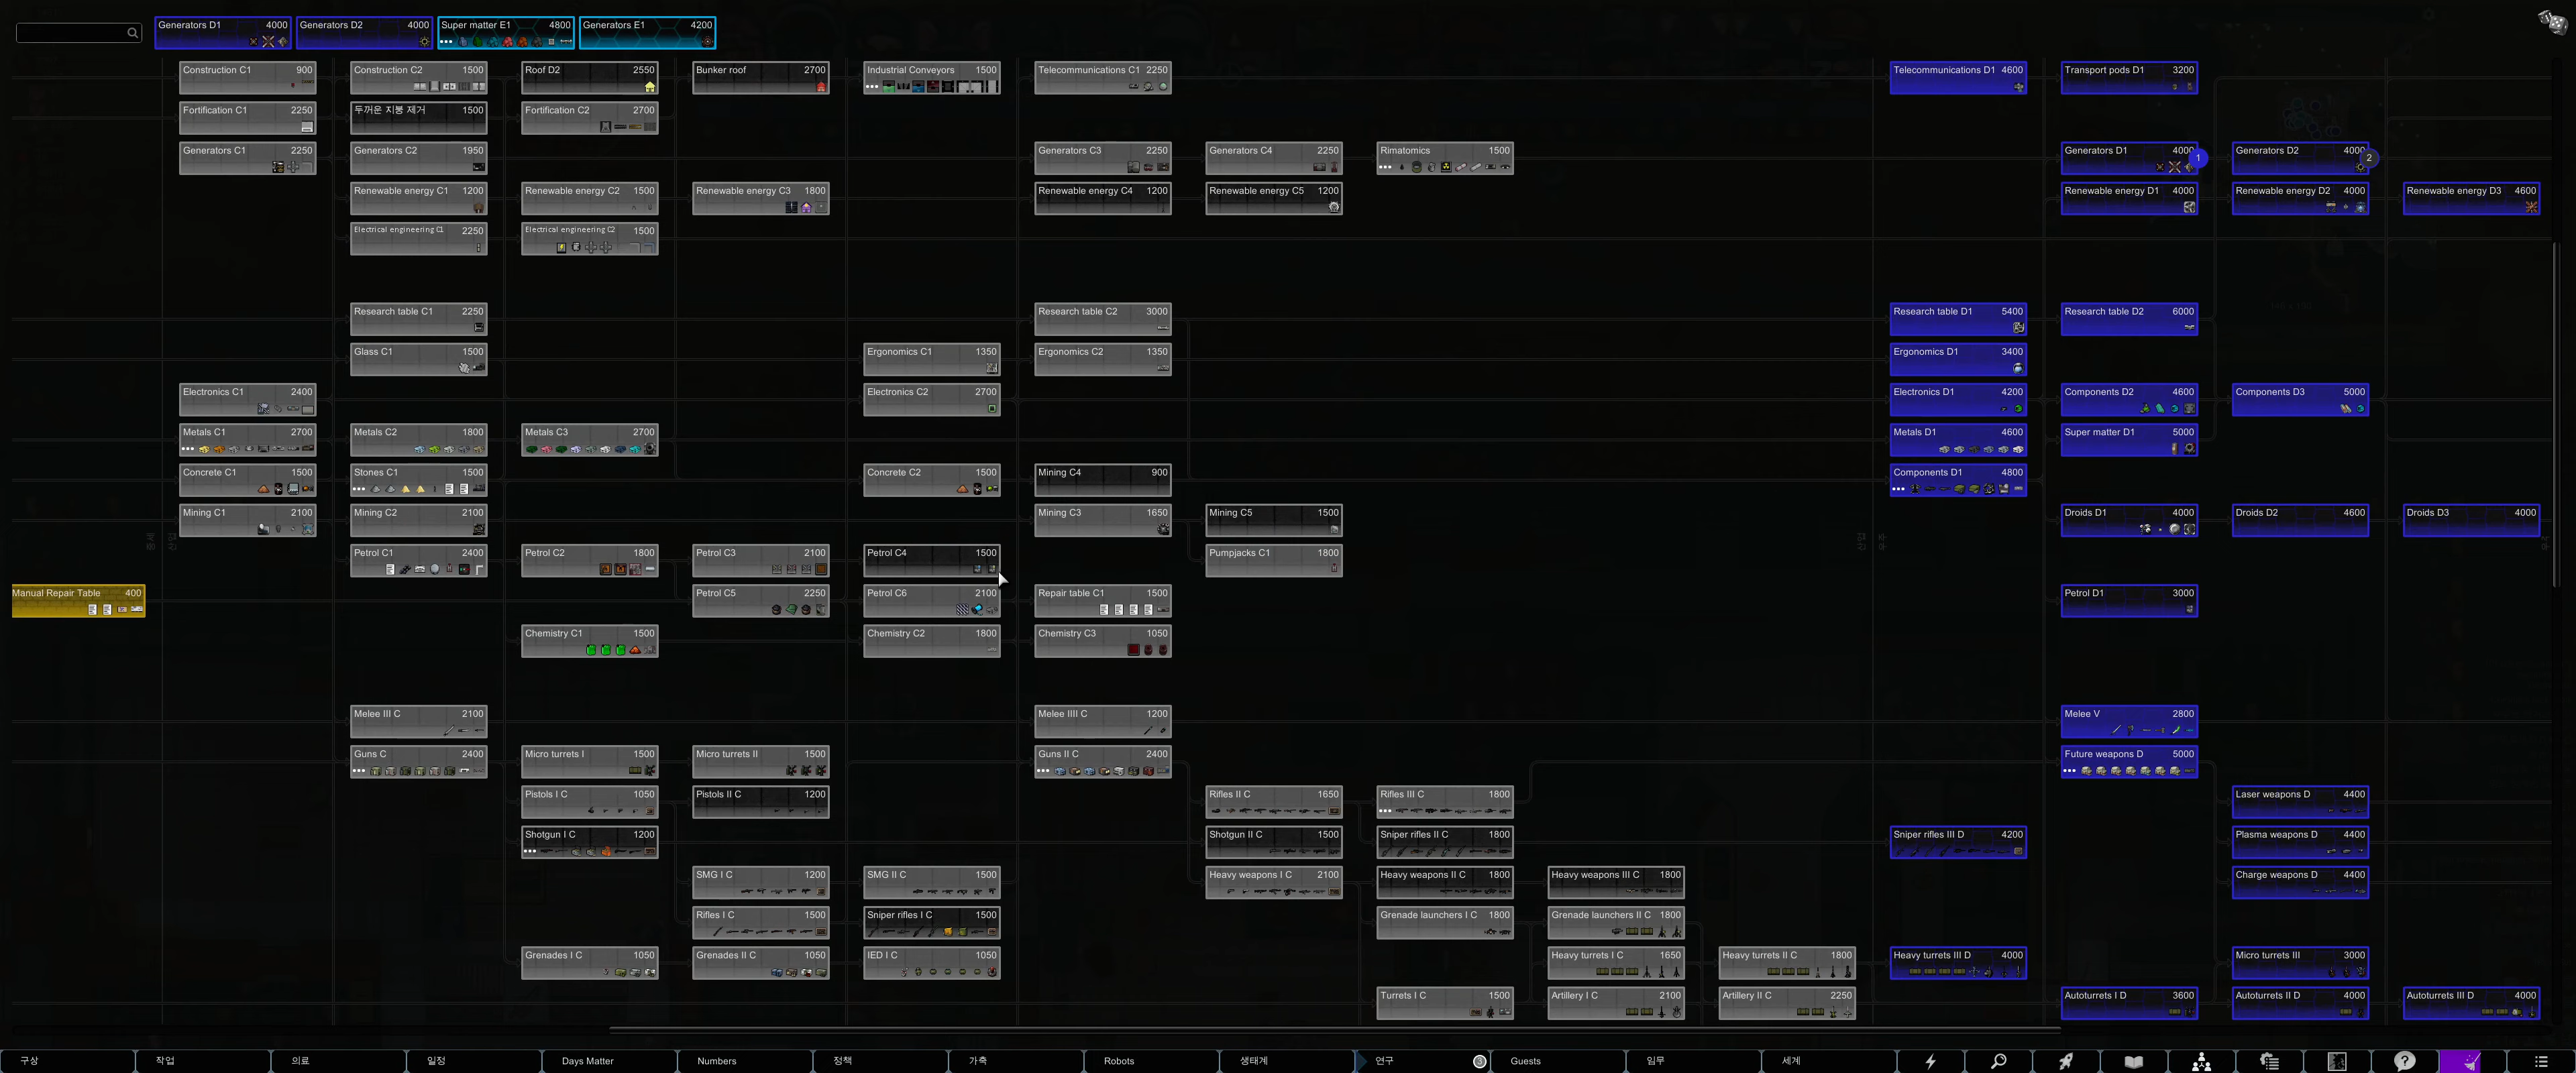 Generators D1 4000 Generators D2 4000 Super matter E1 4800 Generators E1 4200
Construction C1 900 Construction C2 1500 Roof D2 2550 Bunker roof 2700 Industrial Conveyors 1500 Telecommunications C1 2250 Telecommunications D1 4600 Transport pods D1 3200
Fortification C1 2250 두꺼운 지붕 제거 1500 Fortification C2 2700
Generators C1 2250 Generators C2 1950 Generators C3 2250 Generators C4 2250 Rimatomics 1500 Generators D1 4000 1 Generators D2 4000 2
Renewable energy C1 1200 Renewable energy C2 1500 Renewable energy C3 1800 Renewable energy C4 1200 Renewable energy C5 1200 Renewable energy D1 4000 Renewable energy D2 4000 Renewable energy D3 4600
Electrical engineering C1 2250 Electrical engineering C2 1500
Research table C1 2250 Research table C2 3000 Research table D1 5400 Research table D2 6000
Glass C1 1500 Ergonomics C1 1350 Ergonomics C2 1350 Ergonomics D1 3400
Electronics C1 2400 Electronics C2 2700 Electronics D1 4200 Components D2 4600 Components D3 5000
Metals C1 2700 Metals C2 1800 Metals C3 2700 Metals D1 4600 Super matter D1 5000
Concrete C1 1500 Stones C1 1500 Concrete C2 1500 Mining C4 900 Components D1 4800
Mining C1 2100 Mining C2 2100 Mining C3 1650 Mining C5 1500 Droids D1 4000 Droids D2 4600 Droids D3 4000
중세 산업 산업 우주 우주
Petrol C1 2400 Petrol C2 1800 Petrol C3 2100 Petrol C4 1500 Pumpjacks C1 1800
Manual Repair Table 400 Petrol C5 2250 Petrol C6 2100 Repair table C1 1500 Petrol D1 3000
Chemistry C1 1500 Chemistry C2 1800 Chemistry C3 1050
Melee III C 2100 Melee IIII C 1200 Melee V 2800
Guns C 2400 Micro turrets I 1500 Micro turrets II 1500 Guns II C 2400 Future weapons D 5000
Pistols I C 1050 Pistols II C 1200 Rifles II C 1650 Rifles III C 1800 Laser weapons D 4400
Shotgun I C 1200 Shotgun II C 1500 Sniper rifles II C 1800 Sniper rifles III D 4200 Plasma weapons D 4400
SMG I C 1200 SMG II C 1500 Heavy weapons I C 2100 Heavy weapons II C 1800 Heavy weapons III C 1800 Charge weapons D 4400
Rifles I C 1500 Sniper rifles I C 1500 Grenade launchers I C 1800 Grenade launchers II C 1800
Grenades I C 1050 Grenades II C 1050 IED I C 1050 Heavy turrets I C 1650 Heavy turrets II C 1800 Heavy turrets III D 4000 Micro turrets III 3000
Turrets I C 1500 Artillery I C 2100 Artillery II C 2250 Autoturrets I D 3600 Autoturrets II D 4000 Autoturrets III D 4000
구상 작업 의료 일정 Days Matter Numbers 정책 가축 Robots 생태계 연구 3 Guests 임무 세계